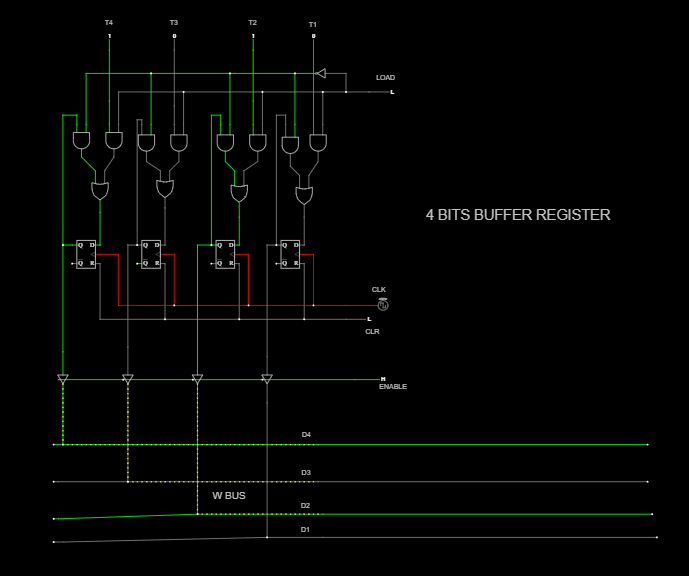 T4 T3 T2 T1
1 0 1 0
LOAD
L
4 BITS BUFFER REGISTER
Q D Q D Q D Q D
Q R Q R Q R Q R
CLK
L
CLR
H
ENABLE
D4
D3
W BUS
D2
D1